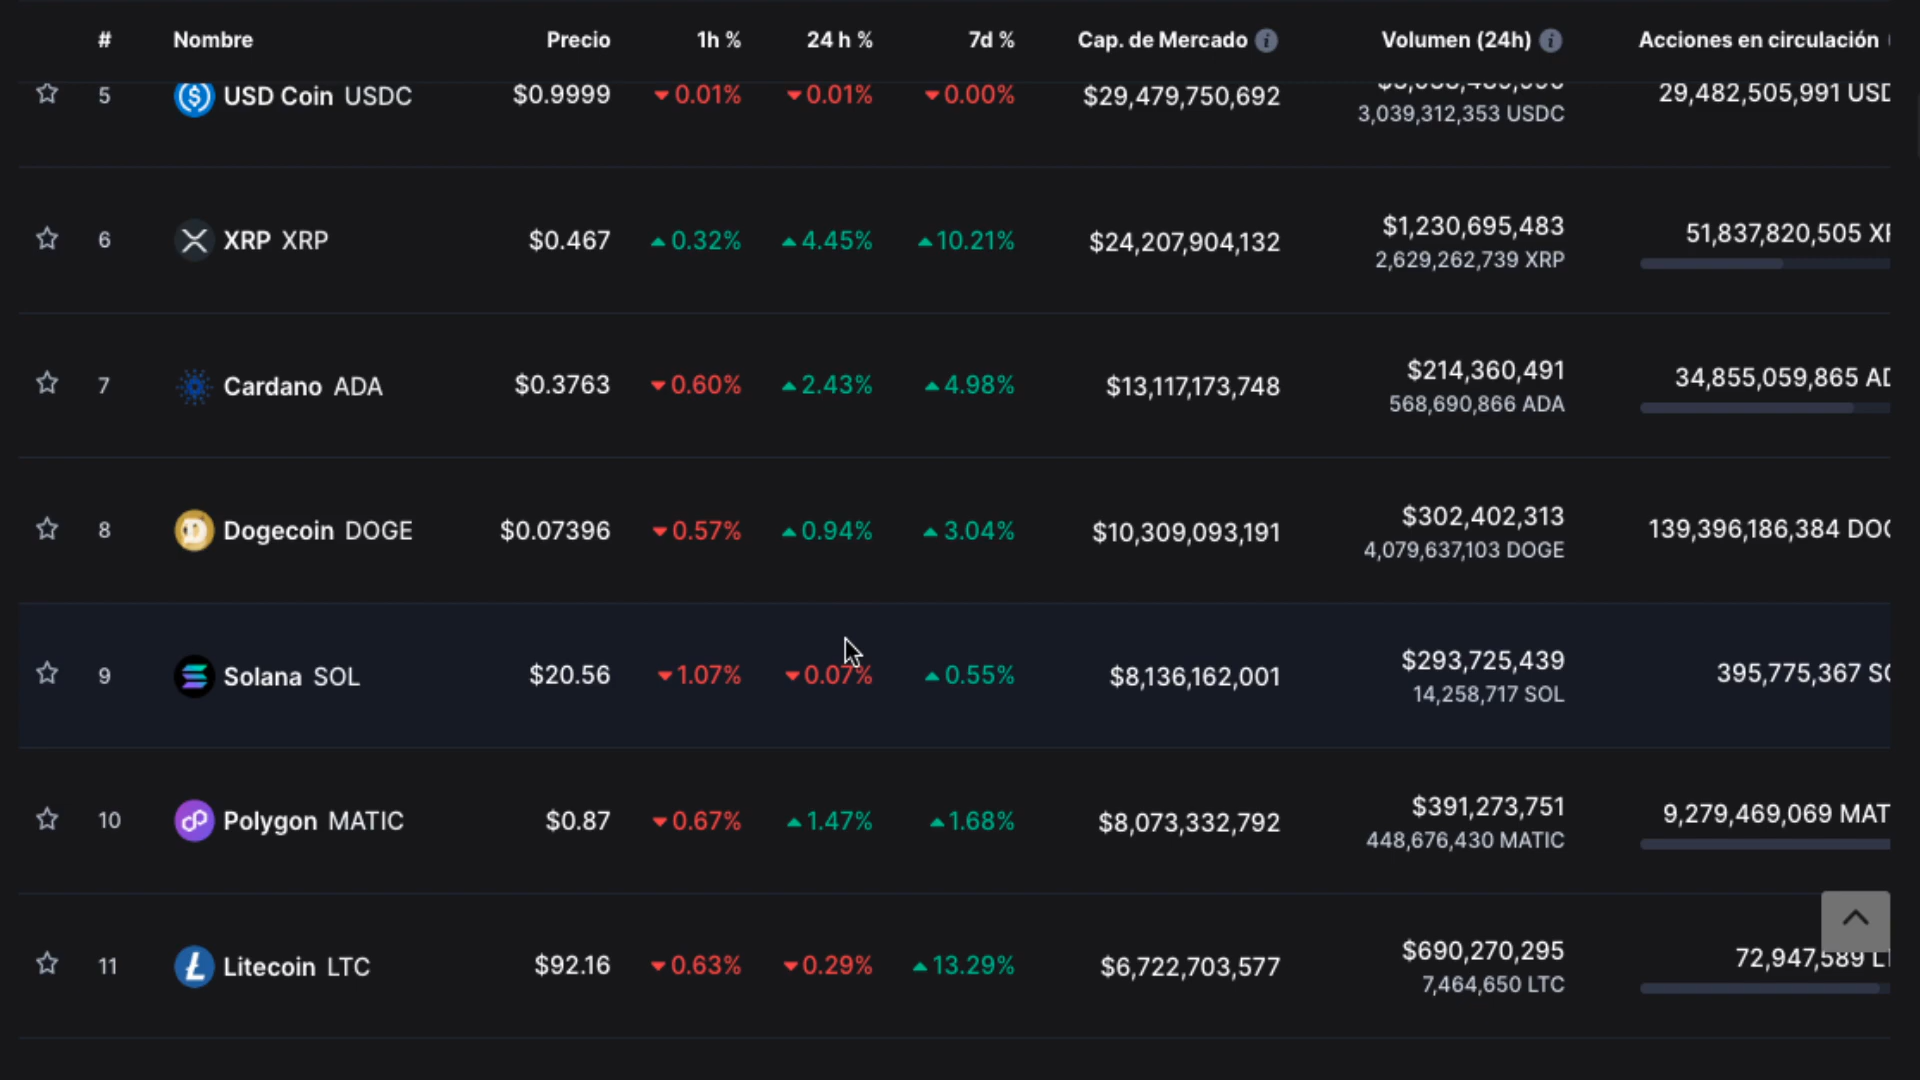 # Nombre Precio 1h % 24 h % 7d % Cap. de Mercado Volumen (24h) Acciones en circulación
5 USD Coin USDC $0.9999 0.01% 0.01% 0.00% $29,479,750,692 29,482,505,991
3,039,312,353 USDC
6 XRP XRP $0.467 0.32% 4.45% 10.21% $24,207,904,132 $1,230,695,483 51,837,820,505
2,629,262,739 XRP
7 Cardano ADA $0.3763 0.60% 2.43% 4.98% $13,117,173,748 $214,360,491 34,855,059,865
568,690,866 ADA
8 Dogecoin DOGE $0.07396 0.57% 0.94% 3.04% $10,309,093,191 $302,402,313 139,396,186,384
4,079,637,103 DOGE
9 Solana SOL $20.56 1.07% 0.07% 0.55% $8,136,162,001 $293,725,439 395,775,367
14,258,717 SOL
10 Polygon MATIC $0.87 0.67% 1.47% 1.68% $8,073,332,792 $391,273,751 9,279,469,069 MAT
448,676,430 MATIC
11 Litecoin LTC $92.16 0.63% 0.29% 13.29% $6,722,703,577 $690,270,295 72,947,589
7,464,650 LTC